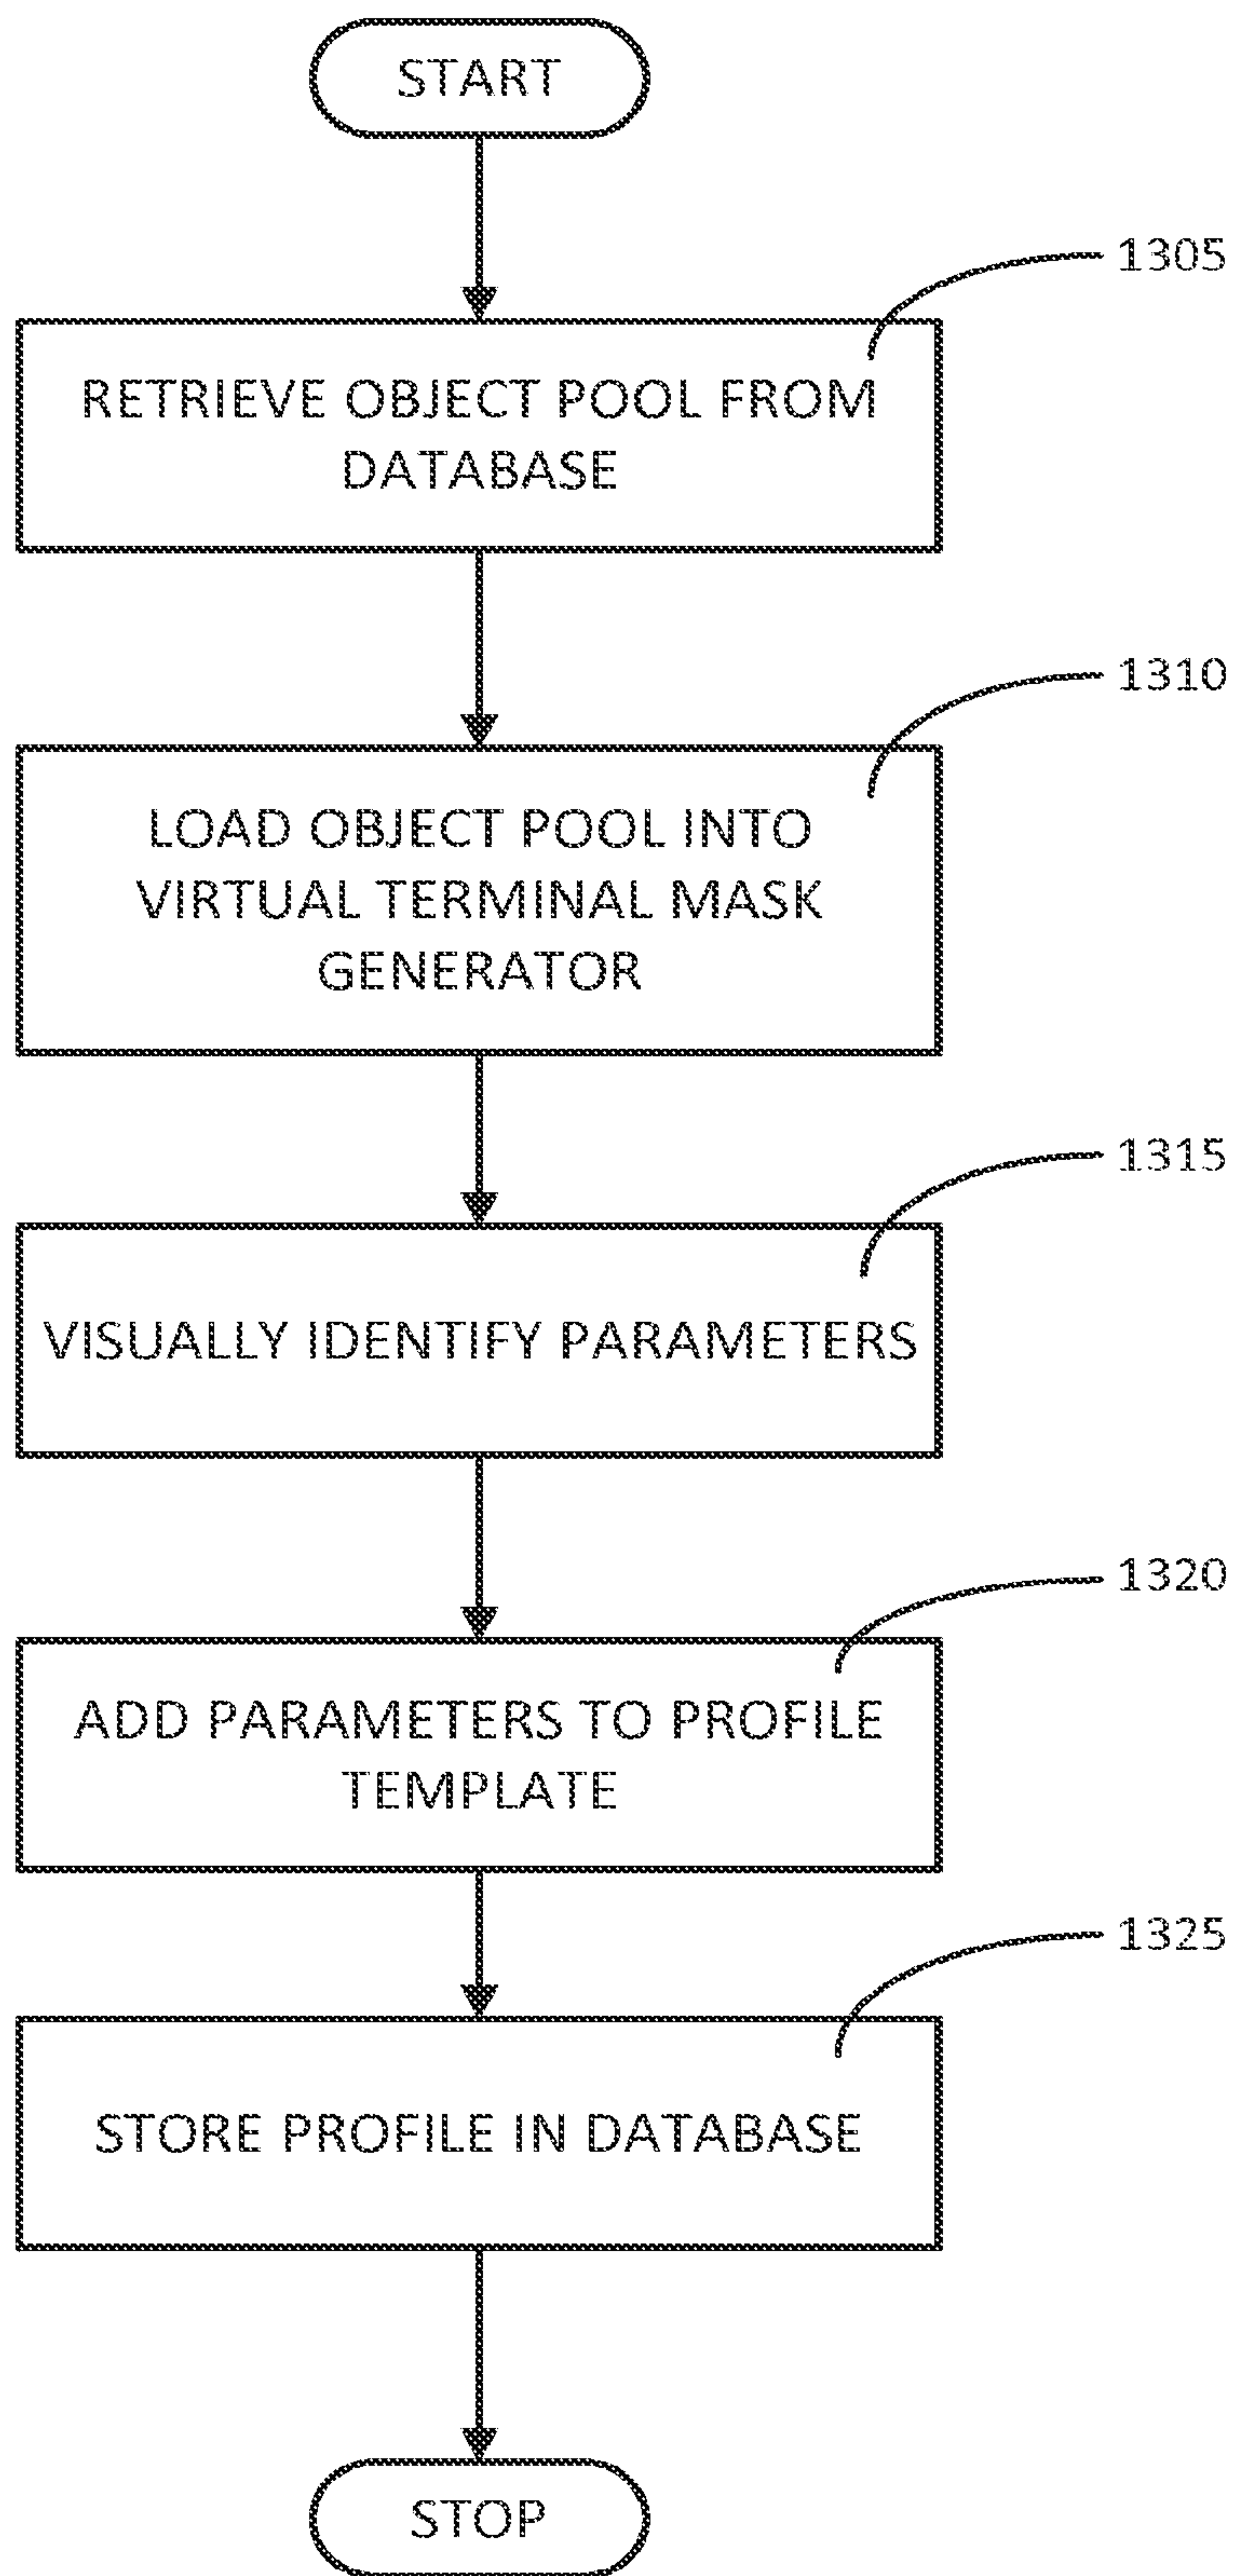 START
1305
RETRIEVE OBJECT POOL FROM
DATABASE
1310
LOAD OBJECT POOL INTO
VIRTUAL TERMINAL MASK
GENERATOR
1315
VISUALLY IDENTIFY PARAMETERS
1320
ADD PARAMETERS TO PROFILE
TEMPLATE
1325
STORE PROFILE IN DATABASE
STOP